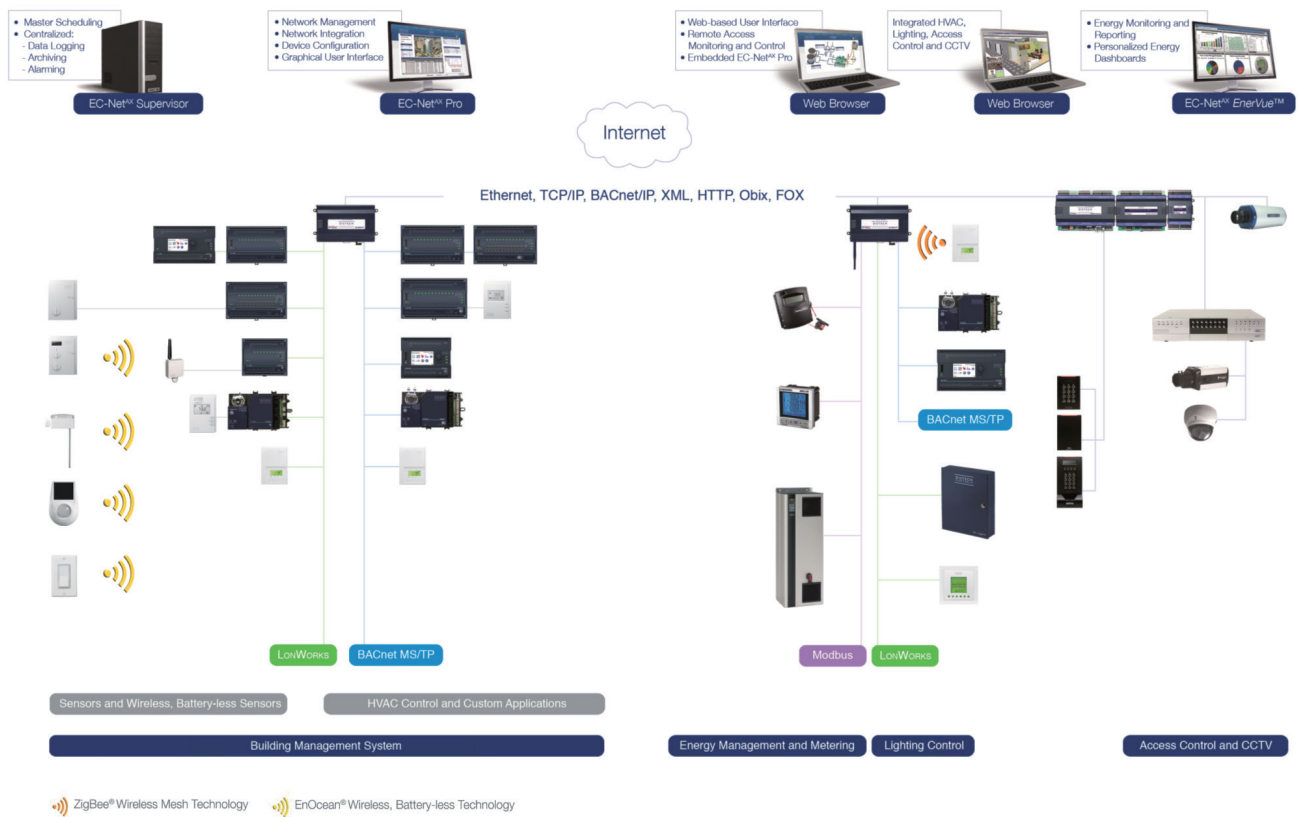 • Master Scheduling
• Centralized:
- Data Logging
- Archiving
- Alarming
EC-Netᴬˣ Supervisor
• Network Management
• Network Integration
• Device Configuration
• Graphical User Interface
EC-Netᴬˣ Pro
• Web-based User Interface
• Remote Access
Monitoring and Control
• Embedded EC-Netᴬˣ Pro
Web Browser
Integrated HVAC,
Lighting, Access
Control and CCTV
Web Browser
• Energy Monitoring and
Reporting
• Personalized Energy
Dashboards
EC-Netᴬˣ EnerVue™
Internet
Ethernet, TCP/IP, BACnet/IP, XML, HTTP, Obix, FOX
BACnet MS/TP
LonWorks
BACnet MS/TP
Modbus
LonWorks
Sensors and Wireless, Battery-less Sensors
HVAC Control and Custom Applications
Building Management System
Energy Management and Metering
Lighting Control
Access Control and CCTV
ZigBee® Wireless Mesh Technology
EnOcean® Wireless, Battery-less Technology